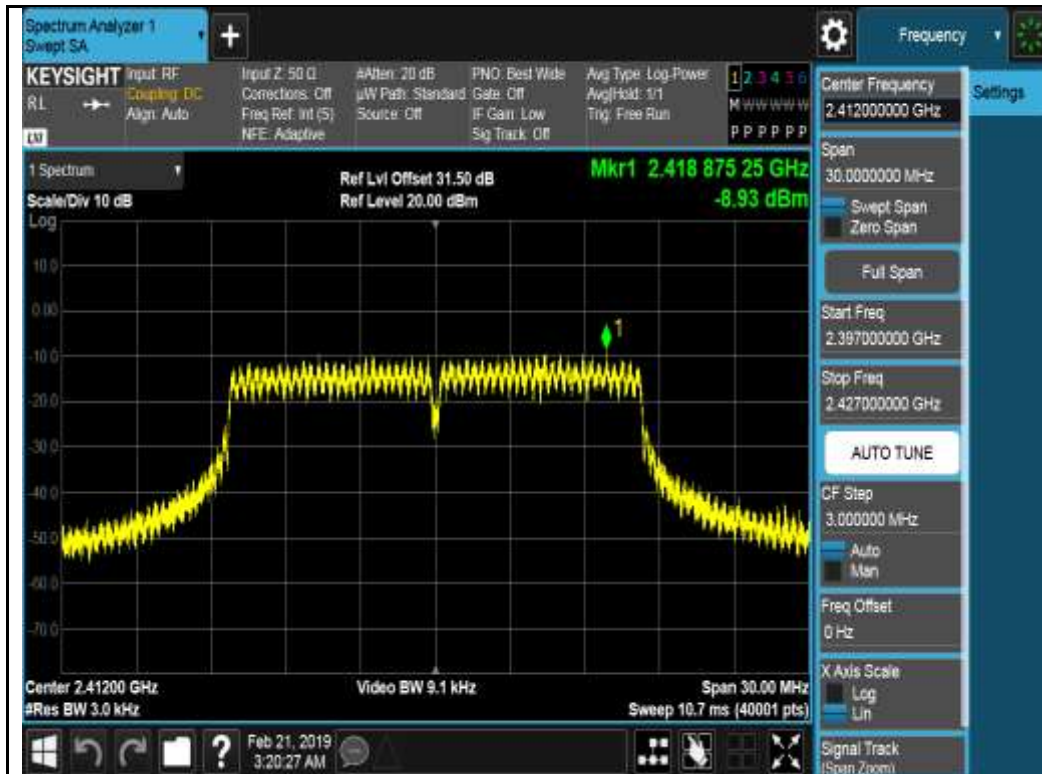 Spectrum Analyzer 1
Swept SA
+
Frequency
KEYSIGHT
RL
LXI
Input: RF
Coupling: DC
Align: Auto
Input Z: 50 Ω
Corrections: Off
Freq Ref: Int (S)
NFE: Adaptive
#Atten: 20 dB
µW Path: Standard
Source: Off
PNO: Best Wide
Gate: Off
IF Gain: Low
Sig Track: Off
Avg Type: Log-Power
Avg|Hold: 1/1
Trig: Free Run
1 2 3 4 5 6
M W W W W W
P P P P P P
Center Frequency
2.412000000 GHz
Settings
1 Spectrum
Scale/Div 10 dB
Log
Ref Lvl Offset 31.50 dB
Ref Level 20.00 dBm
Mkr1 2.418 875 25 GHz
-8.93 dBm
Span
30.0000000 MHz
Swept Span
Zero Span
Full Span
Start Freq
2.397000000 GHz
Stop Freq
2.427000000 GHz
AUTO TUNE
CF Step
3.000000 MHz
Auto
Man
Freq Offset
0 Hz
X Axis Scale
Log
Lin
Signal Track
(Span Zoom)
10.0
0.00
-10.0
-20.0
-30.0
-40.0
-50.0
-60.0
-70.0
1
Center 2.41200 GHz
#Res BW 3.0 kHz
Video BW 9.1 kHz
Span 30.00 MHz
Sweep 10.7 ms (40001 pts)
?
Feb 21, 2019
3:20:27 AM